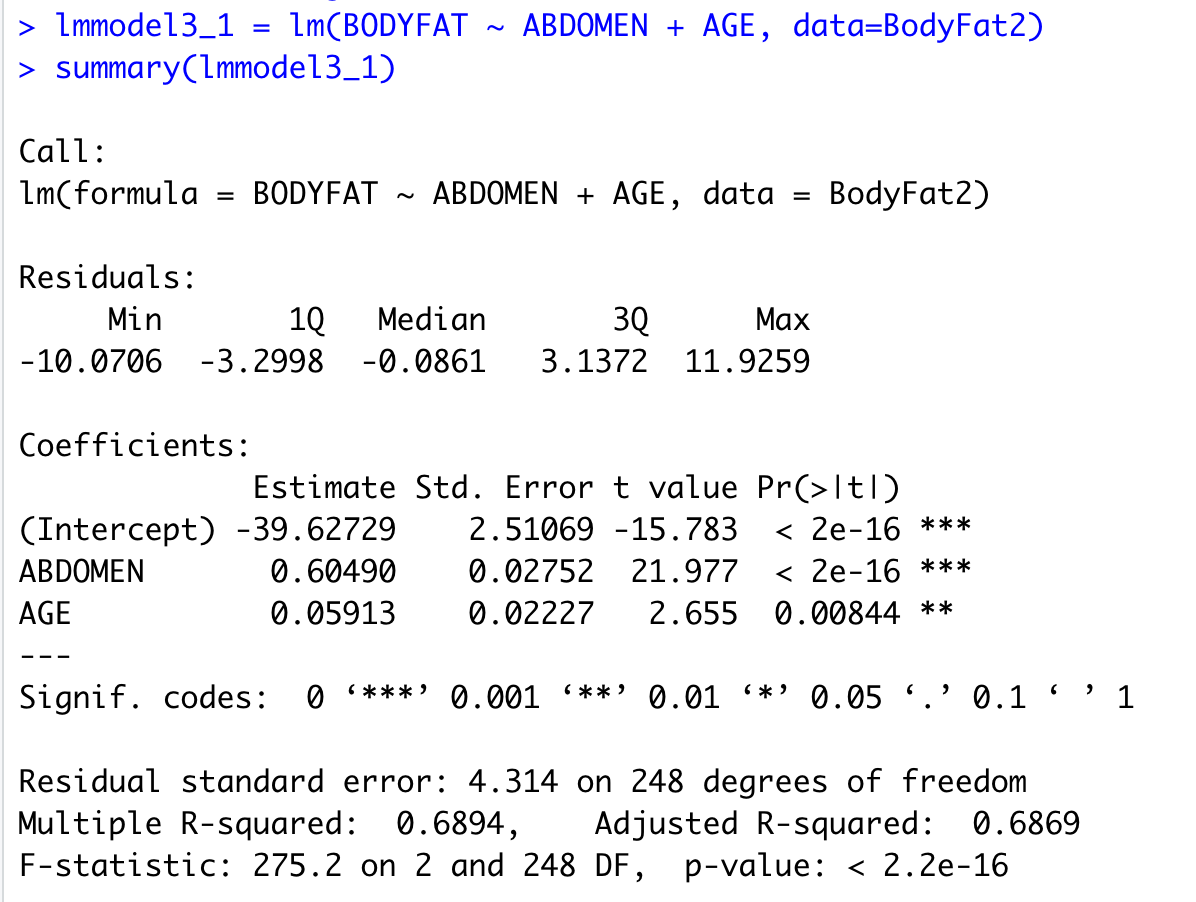 > lmmodel3_1 = lm(BODYFAT ~ ABDOMEN + AGE, data=BodyFat2)
> summary(lmmodel3_1)
Call:
lm(formula = BODYFAT ~ ABDOMEN + AGE, data = BodyFat2)
Residuals:
     Min       1Q   Median       3Q      Max
-10.0706  -3.2998  -0.0861   3.1372  11.9259
Coefficients:
             Estimate Std. Error t value Pr(>|t|)
(Intercept) -39.62729    2.51069 -15.783  < 2e-16 ***
ABDOMEN       0.60490    0.02752  21.977  < 2e-16 ***
AGE           0.05913    0.02227   2.655  0.00844 **
---
Signif. codes:  0 ‘***’ 0.001 ‘**’ 0.01 ‘*’ 0.05 ‘.’ 0.1 ‘ ’ 1
Residual standard error: 4.314 on 248 degrees of freedom
Multiple R-squared:  0.6894,    Adjusted R-squared:  0.6869
F-statistic: 275.2 on 2 and 248 DF,  p-value: < 2.2e-16